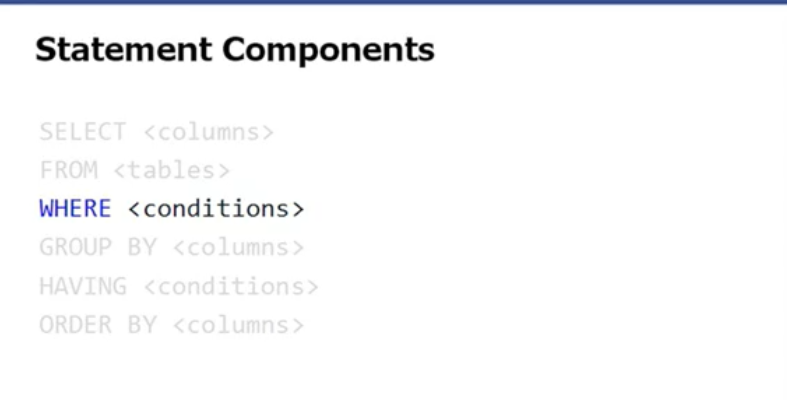 Statement Components
SELECT <columns>
FROM <tables>
WHERE <conditions>
GROUP BY <columns>
HAVING <conditions>
ORDER BY <columns>